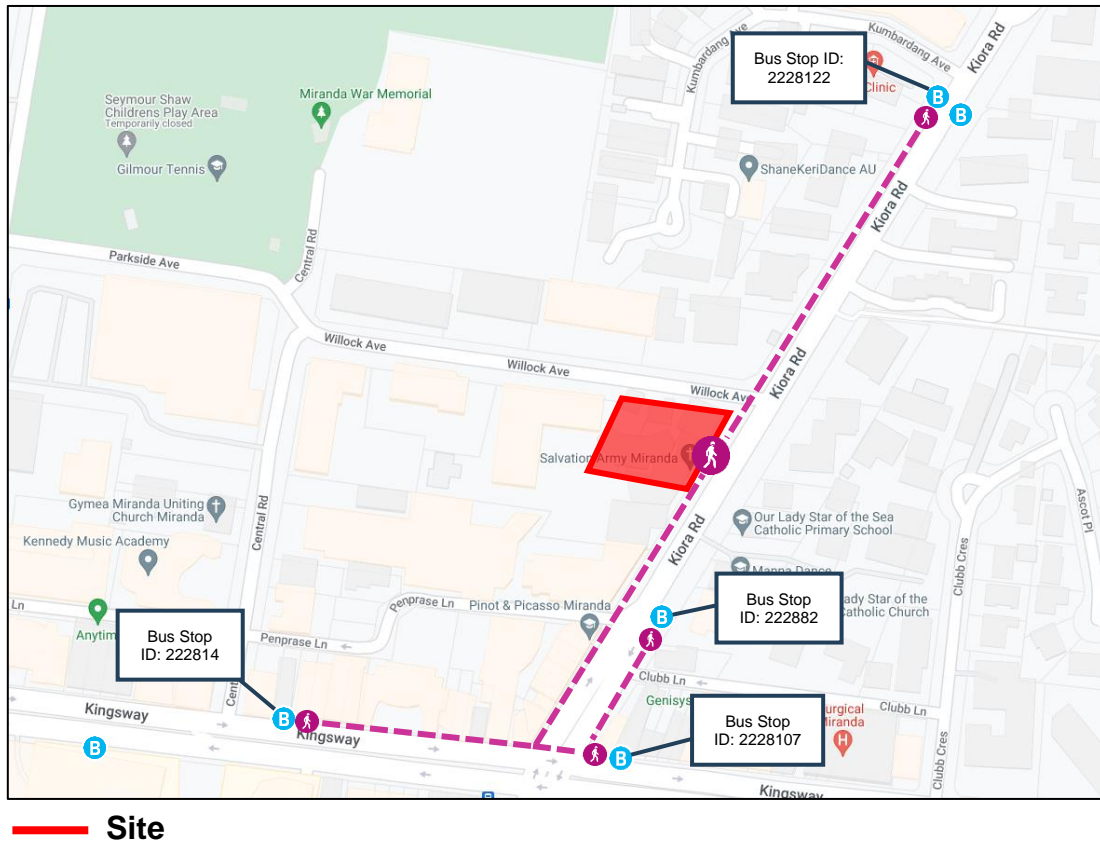 Kumbardang Ave
Kiora Rd
Bus Stop ID:
2228122
Clinic
B
B
Kumbardang Ave
Seymour Shaw
Childrens Play Area
Temporarily closed
Miranda War Memorial
Gilmour Tennis
ShaneKeriDance AU
Kiora Rd
Central Rd
Parkside Ave
Willock Ave
Willock Ave
Willock Av
Kiora Rd
Salvation Army Miranda
Gymea Miranda Uniting
Church Miranda
Kennedy Music Academy
Central Rd
Kiora Rd
Our Lady Star of the Sea
Catholic Primary School
Manna Dance
Ascot Pl
Clubb Cres
Bus Stop
ID: 222882
ady Star of the
Catholic Church
Ln
Penprase Ln
Pinot & Picasso Miranda
B
Anytim
Penprase Ln
Bus Stop
ID: 222814
Cent
Clubb Ln
Clubb Ln
Genisys
Bus Stop
ID: 2228107
urgical
Miranda
H
Kingsway
B
Kingsway
B
B
Clubb Cres
Kingsway
Site